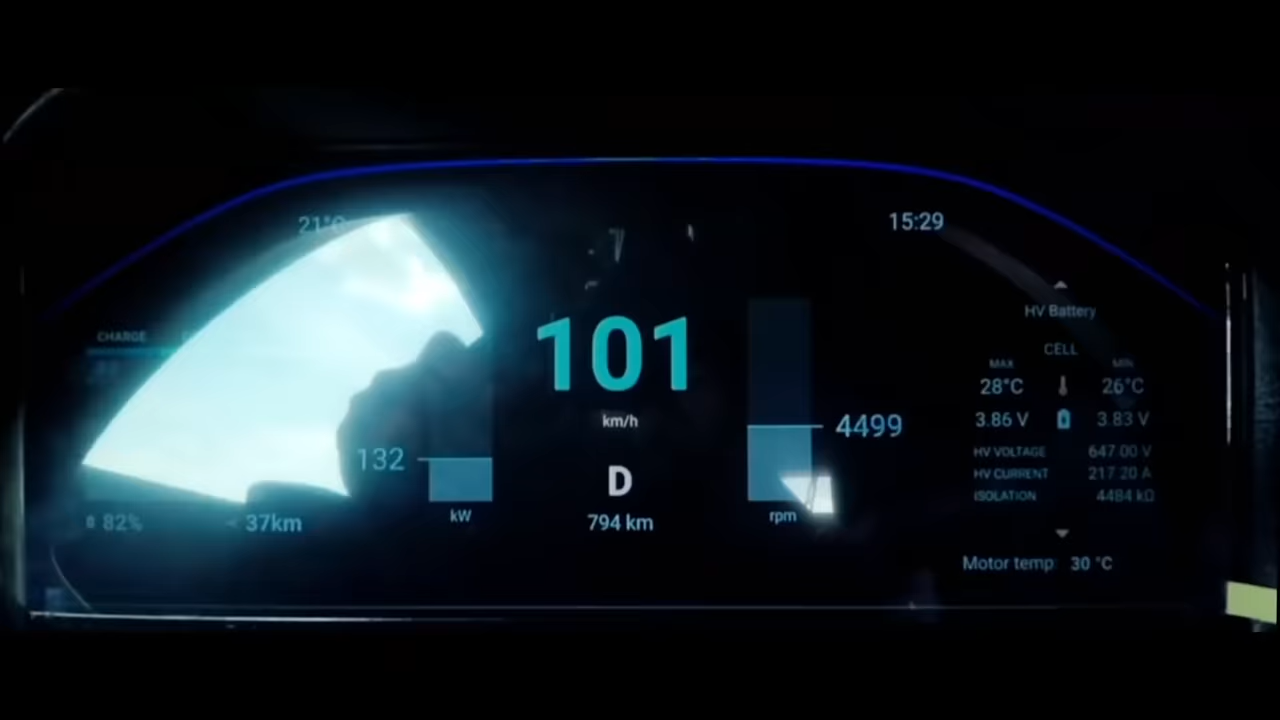 21°C
15:29
CHARGE
101
km/h
D
794 km
132
kW
4499
rpm
82%
37km
HV Battery
CELL
MAX MIN
28°C 26°C
3.86 V 3.83 V
HV VOLTAGE 647.00 V
HV CURRENT 217.20 A
ISOLATION 4484 kΩ
Motor temp 30 °C